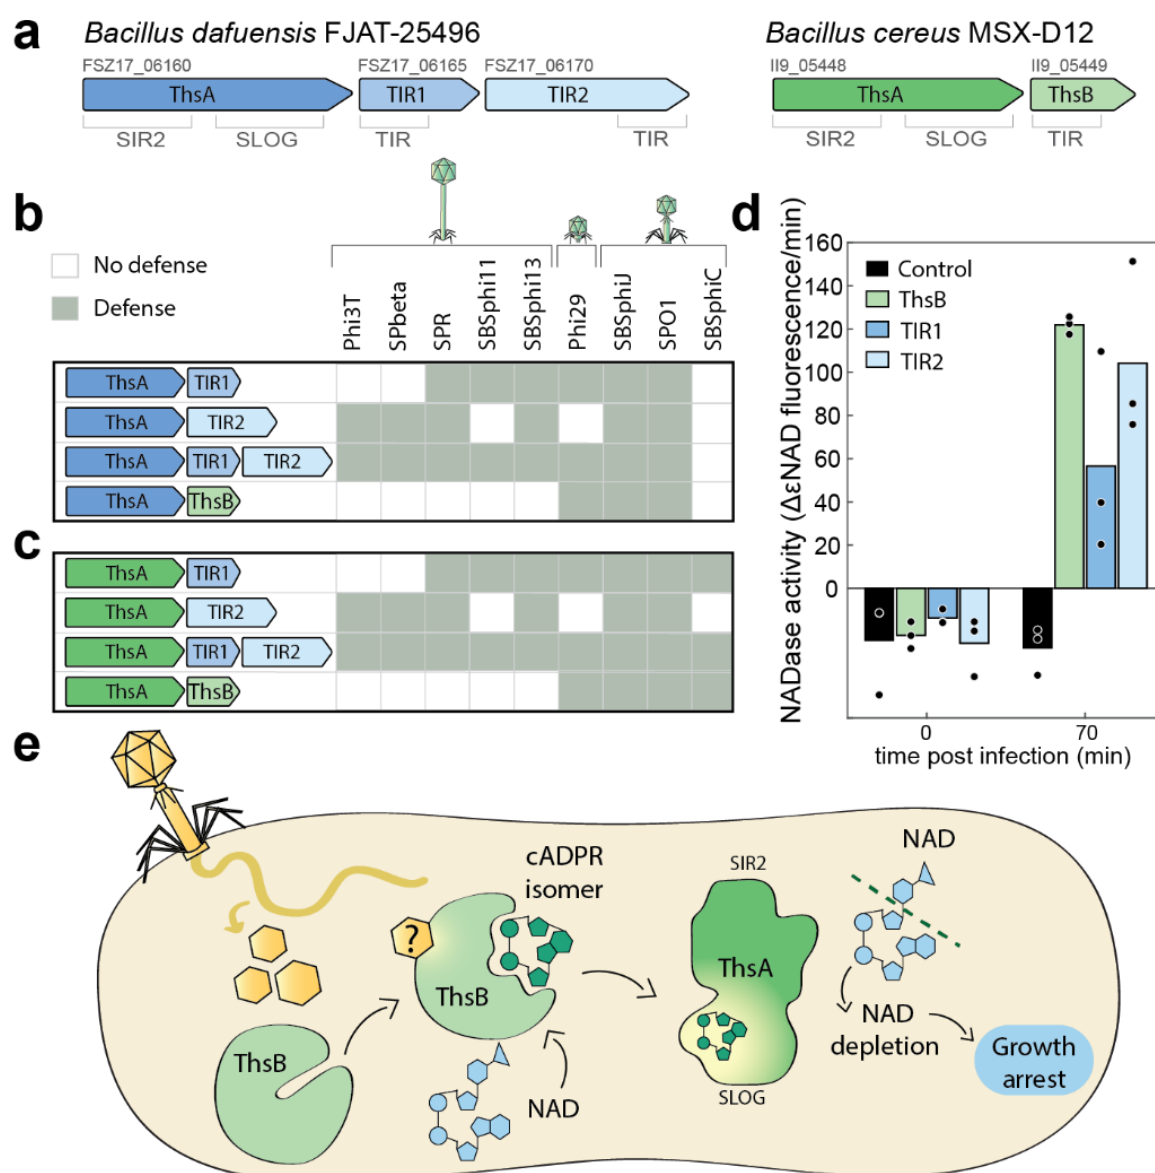 a
Bacillus dafuensis FJAT-25496
Bacillus cereus MSX-D12
FSZ17_06160
FSZ17_06165
FSZ17_06170
II9_05448
II9_05449
ThsA
TIR1
TIR2
ThsA
ThsB
SIR2
SLOG
TIR
TIR
SIR2
SLOG
TIR
b
No defense
Defense
Phi3T
SPbeta
SPR
SBSphi11
SBSphi13
Phi29
SBSphiJ
SPO1
SBSphiC
ThsA TIR1
ThsA TIR2
ThsA TIR1 TIR2
ThsA ThsB
c
ThsA TIR1
ThsA TIR2
ThsA TIR1 TIR2
ThsA ThsB
d
NADase activity (ΔεNAD fluorescence/min)
160
140
120
100
80
60
40
20
0
Control
ThsB
TIR1
TIR2
0
70
time post infection (min)
e
cADPR
isomer
SIR2
NAD
?
ThsB
ThsA
ThsB
NAD
NAD
depletion
Growth
arrest
SLOG